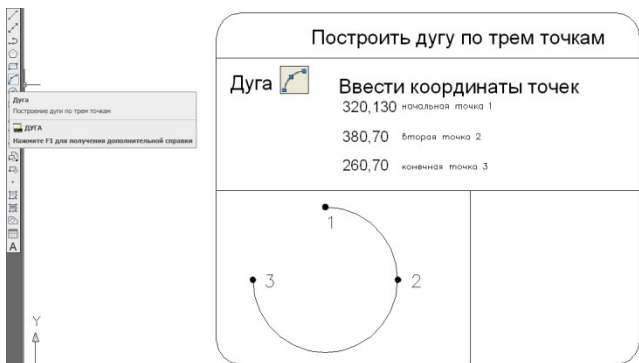 Построить дугу по трем точкам
Дуга
Ввести координаты точек
320,130 начальная точка 1
380,70 вторая точка 2
260,70 конечная точка 3
Дуга
Построение дуги по трем точкам
ДУГА
Нажмите F1 для получения дополнительной справки
A
1
3
2
Y